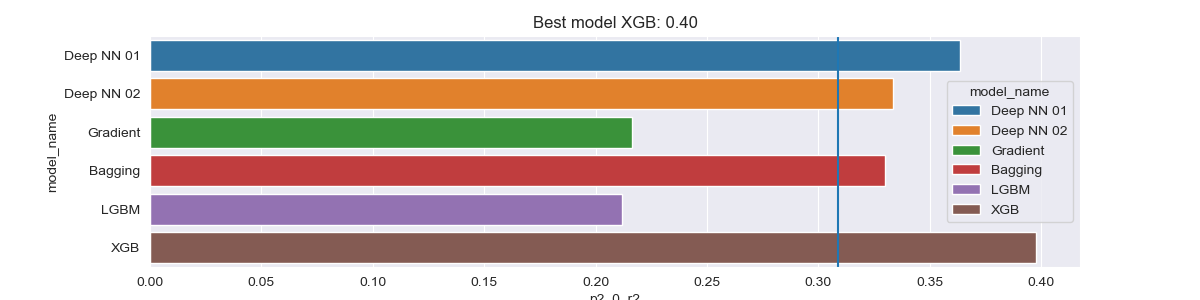 Best model XGB: 0.40
model_name
Deep NN 01
Deep NN 02
Gradient
Bagging
LGBM
XGB
model_name
Deep NN 01
Deep NN 02
Gradient
Bagging
LGBM
XGB
0.00 0.05 0.10 0.15 0.20 0.25 0.30 0.35 0.40